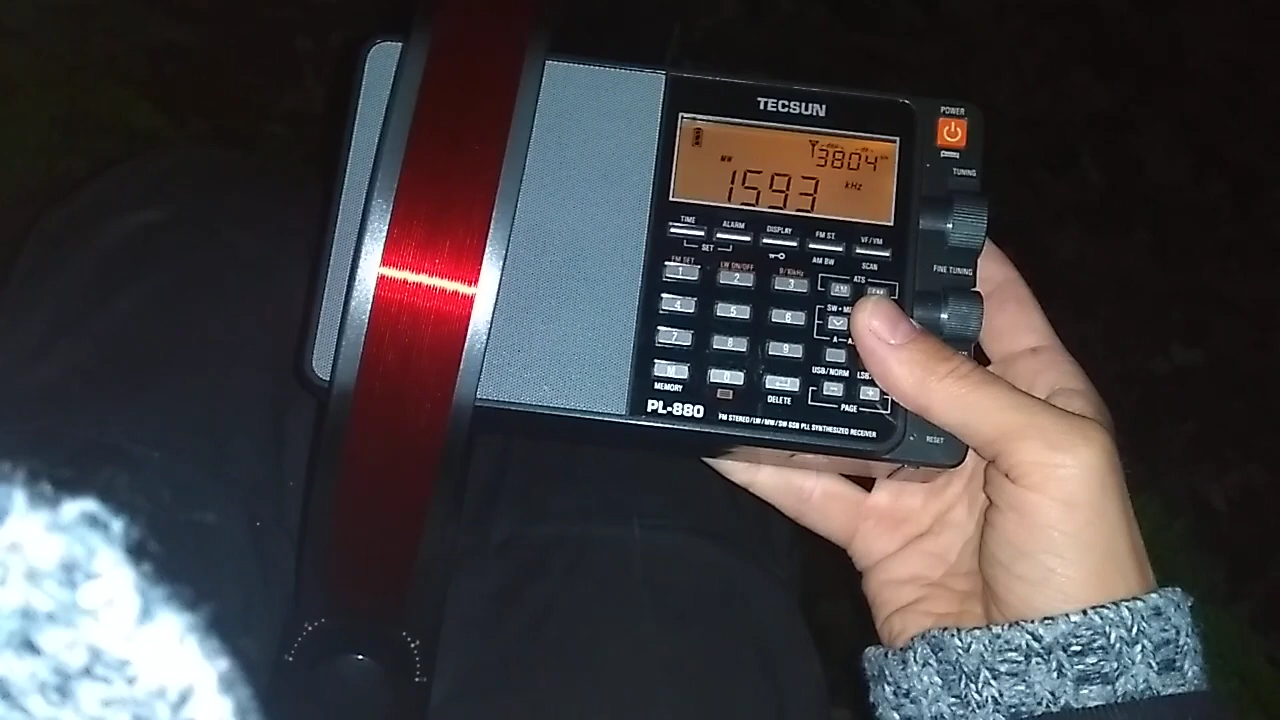 TECSUN
POWER
TUNING
3804
MW
1593 kHz
TIME ALARM DISPLAY FM ST. VF/VM
SET AM BW SCAN
FINE TUNING
FM SET LW ON/OFF 9/10kHz ATS
1 2 3 AM
4 5 6
7 8 9
USB/NORM
M 0 - +
MEMORY DELETE PAGE
PL-880
FM STEREO/LW/MW/SW-SSB PLL SYNTHESIZED RECEIVER
RESET